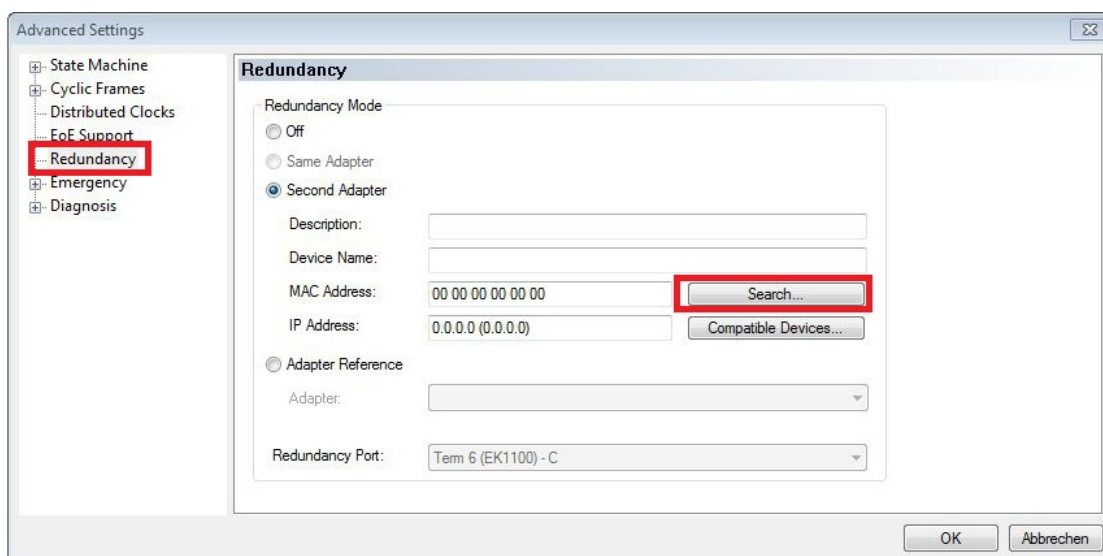 Advanced Settings
State Machine
Cyclic Frames
Distributed Clocks
EoE Support
Redundancy
Emergency
Diagnosis
Redundancy
Redundancy Mode
Off
Same Adapter
Second Adapter
Description:
Device Name:
MAC Address: 00 00 00 00 00 00 Search...
IP Address: 0.0.0.0 (0.0.0.0) Compatible Devices...
Adapter Reference
Adapter:
Redundancy Port: Term 6 (EK1100) - C
OK Abbrechen